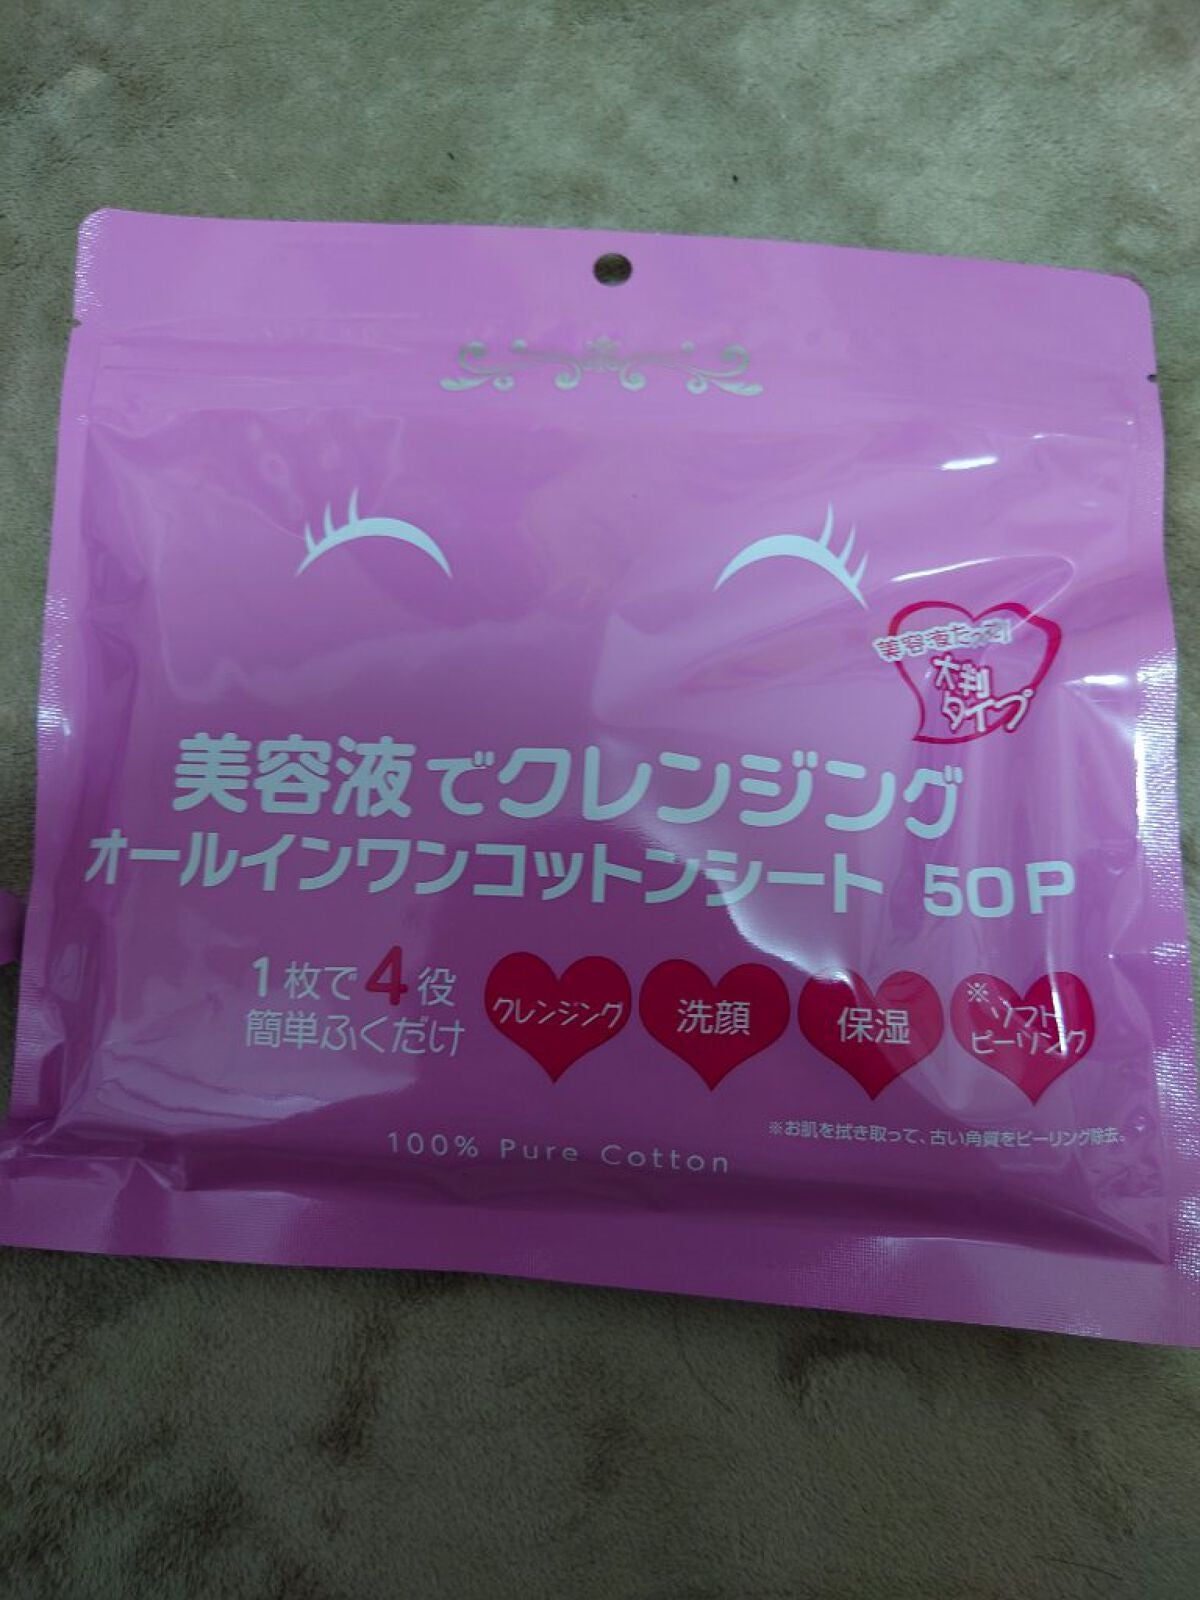 美容液たっぷり
大判
タイプ
美容液でクレンジング
オールインワンコットンシート 50P
1枚で4役
簡単ふくだけ
クレンジング
洗顔
保湿
※ソフト
ピーリング
※お肌を拭き取って、古い角質をピーリング除去。
100% Pure Cotton